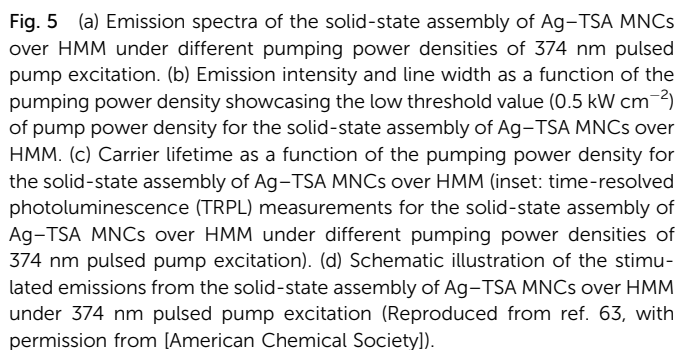 Fig. 5 (a) Emission spectra of the solid-state assembly of Ag–TSA MNCs
over HMM under different pumping power densities of 374 nm pulsed
pump excitation. (b) Emission intensity and line width as a function of the
pumping power density showcasing the low threshold value (0.5 kW cm⁻²)
of pump power density for the solid-state assembly of Ag–TSA MNCs over
HMM. (c) Carrier lifetime as a function of the pumping power density for
the solid-state assembly of Ag–TSA MNCs over HMM (inset: time-resolved
photoluminescence (TRPL) measurements for the solid-state assembly of
Ag–TSA MNCs over HMM under different pumping power densities of
374 nm pulsed pump excitation). (d) Schematic illustration of the stimu-
lated emissions from the solid-state assembly of Ag–TSA MNCs over HMM
under 374 nm pulsed pump excitation (Reproduced from ref. 63, with
permission from [American Chemical Society]).